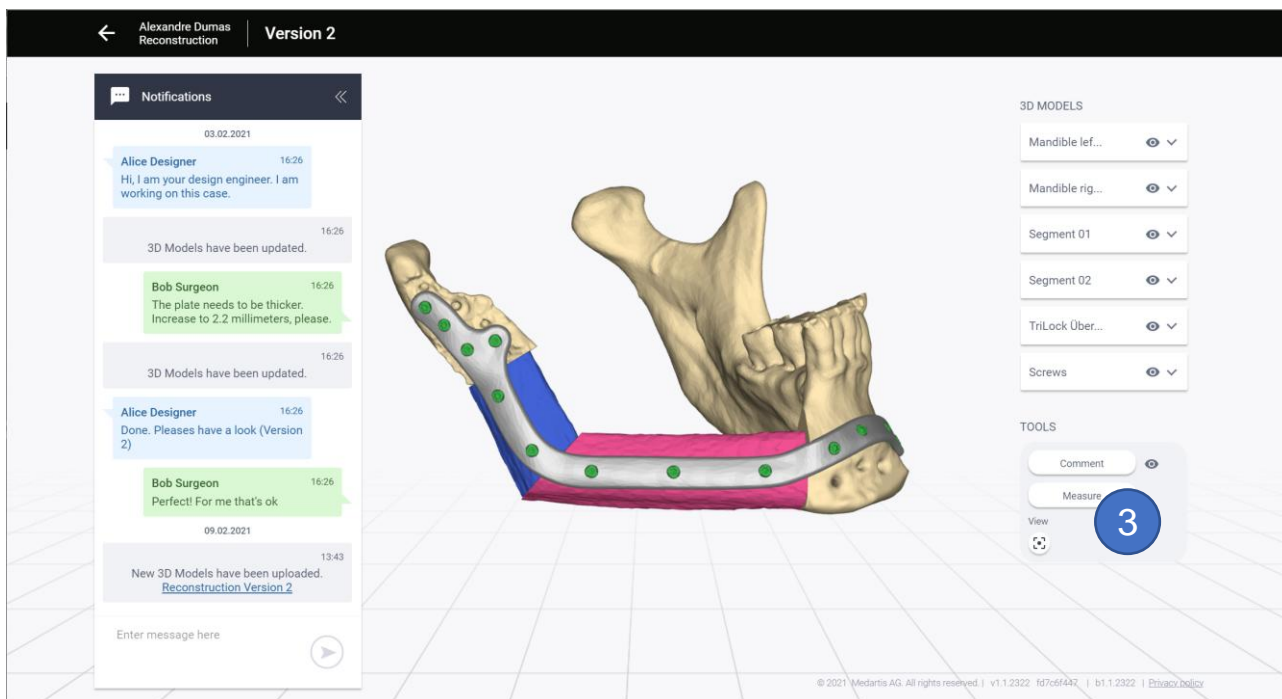 Alexandre Dumas
Reconstruction
Version 2
Notifications
03.02.2021
Alice Designer 16:26
Hi, I am your design engineer. I am
working on this case.
16:26
3D Models have been updated.
Bob Surgeon 16:26
The plate needs to be thicker.
Increase to 2.2 millimeters, please.
16:26
3D Models have been updated.
Alice Designer 16:26
Done. Pleases have a look (Version
2)
Bob Surgeon 16:26
Perfect! For me that's ok
09.02.2021
13:43
New 3D Models have been uploaded.
Reconstruction Version 2
Enter message here
3D MODELS
Mandible lef...
Mandible rig...
Segment 01
Segment 02
TriLock Über...
Screws
TOOLS
Comment
Measure
View
3
© 2021 Medartis AG. All rights reserved. | v1.1.2322 fd7c6f447 | b1.1.2322 | Privacy policy